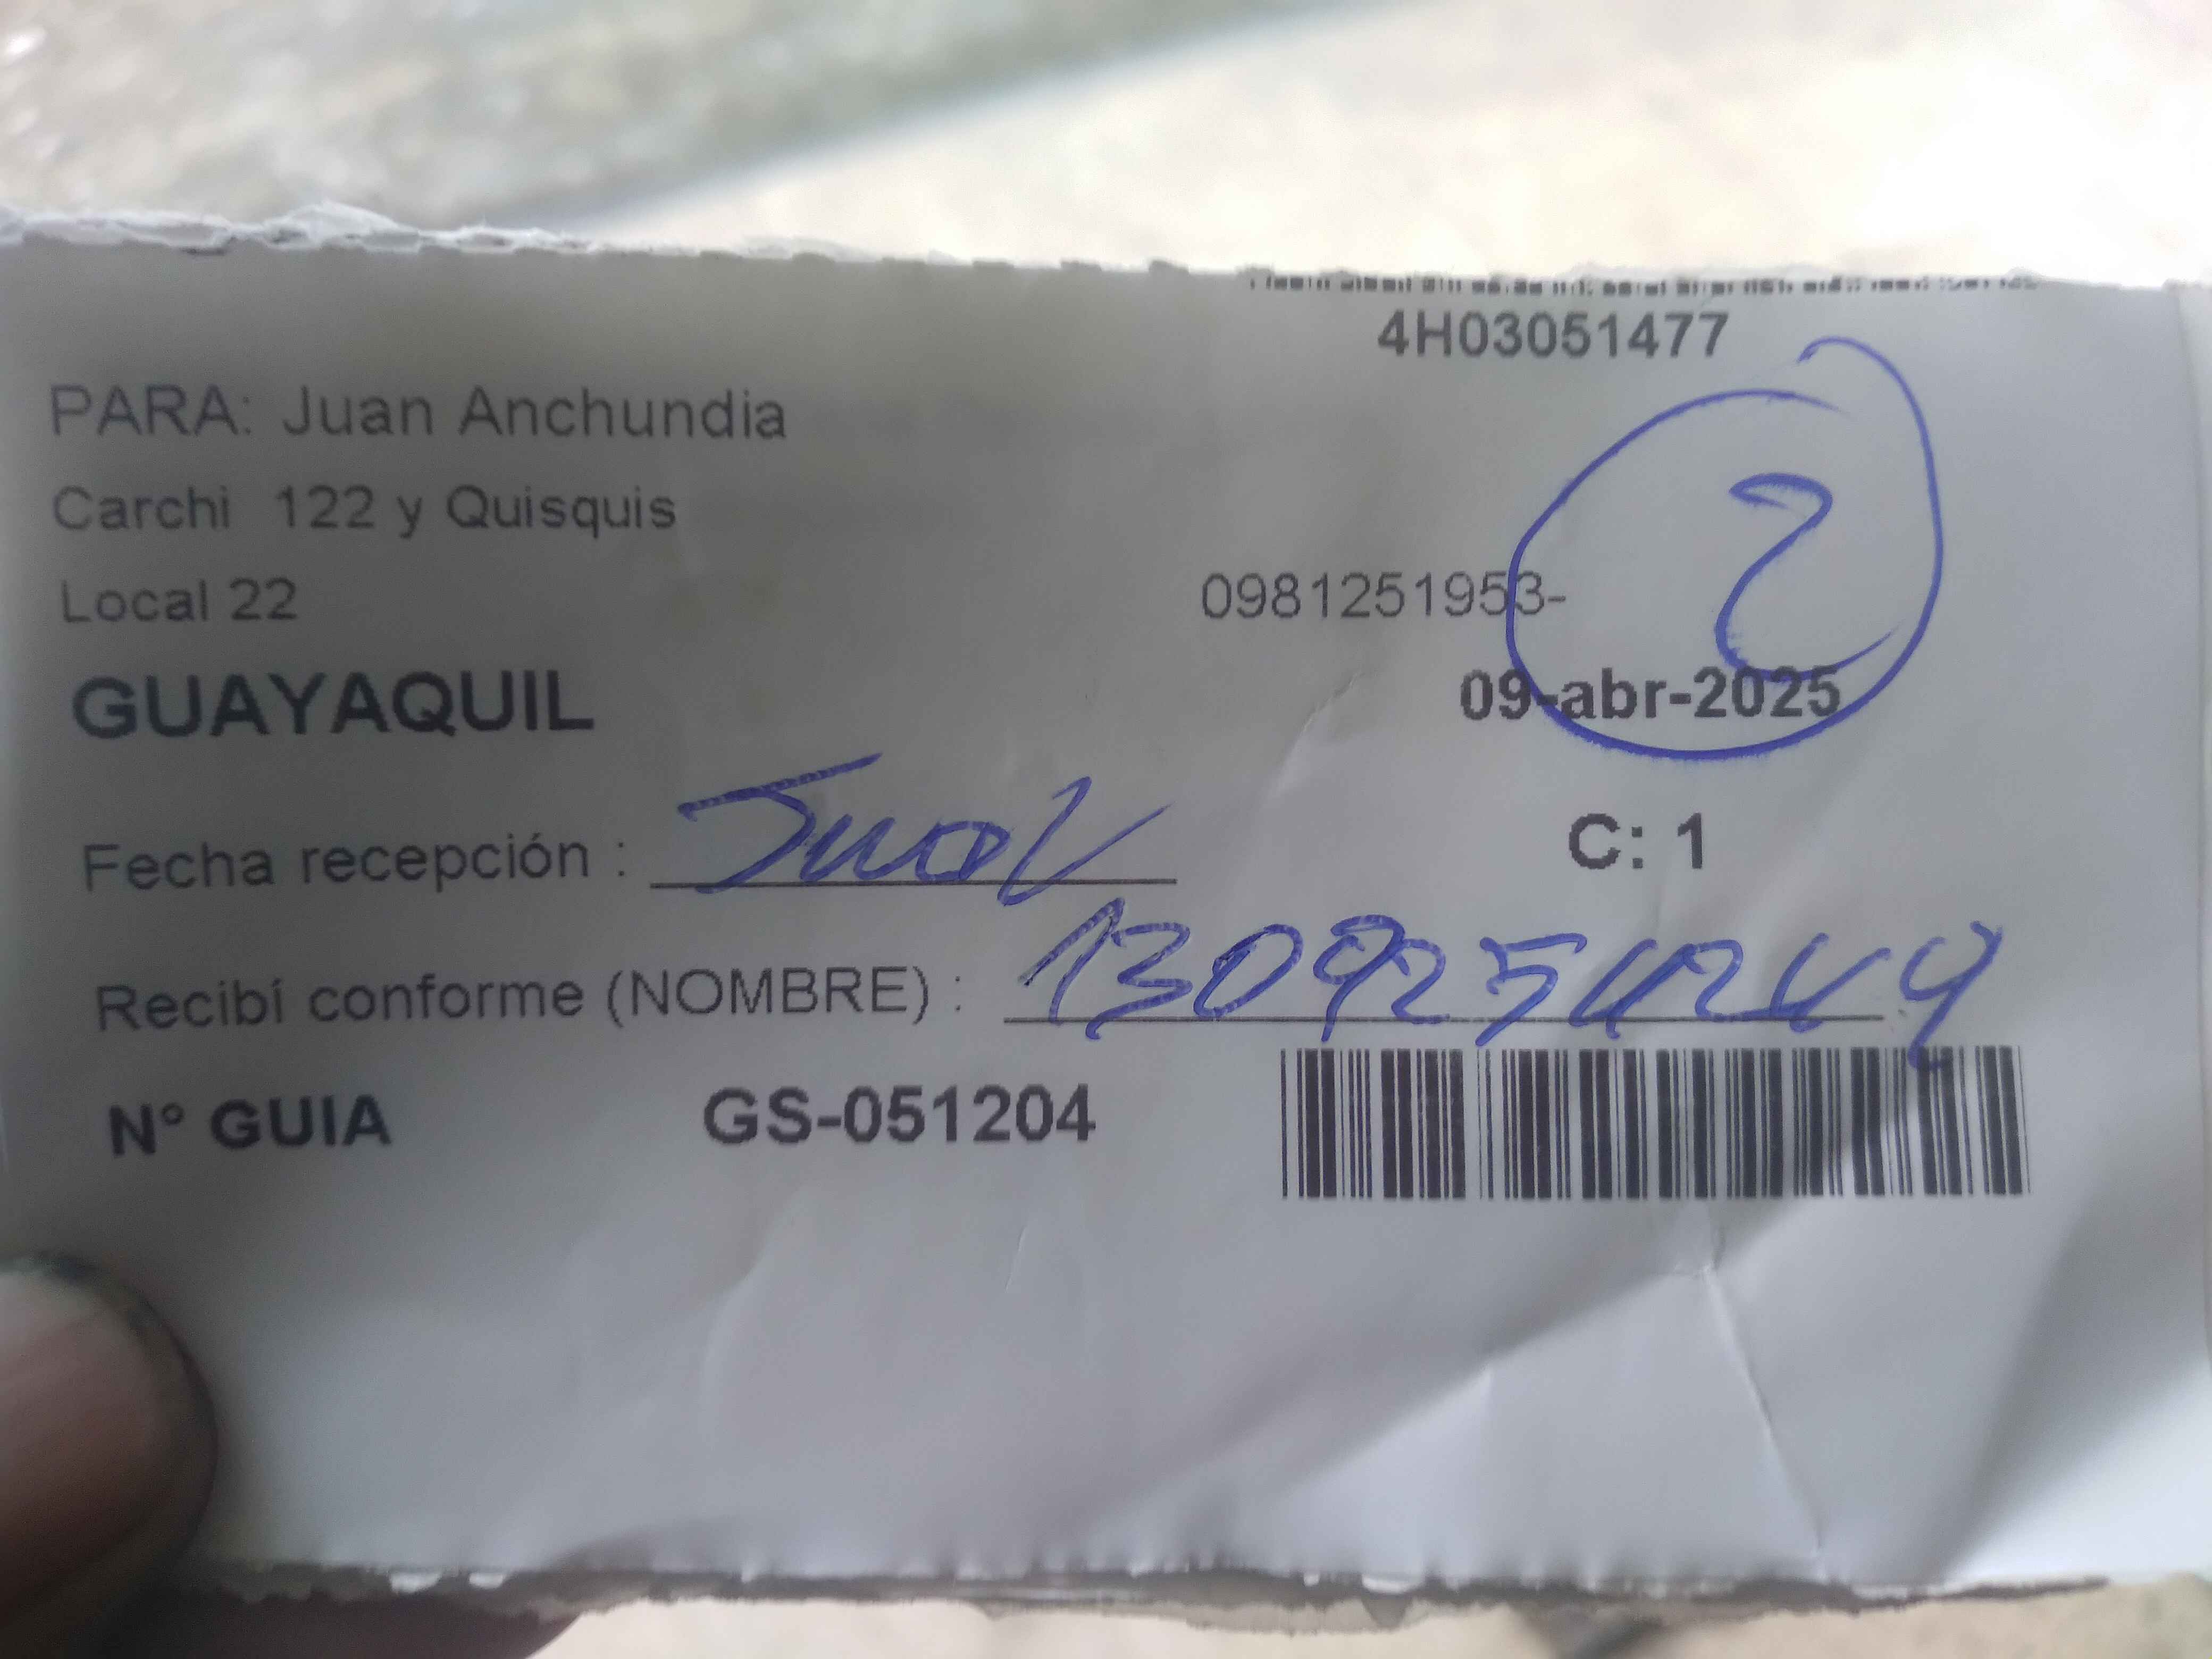 4H03051477
PARA: Juan Anchundia
Carchi 122 y Quisquis
Local 22
0981251953-
2
GUAYAQUIL
09-abr-2025
Fecha recepción :
C: 1
Recibí conforme (NOMBRE) :
N° GUIA GS-051204